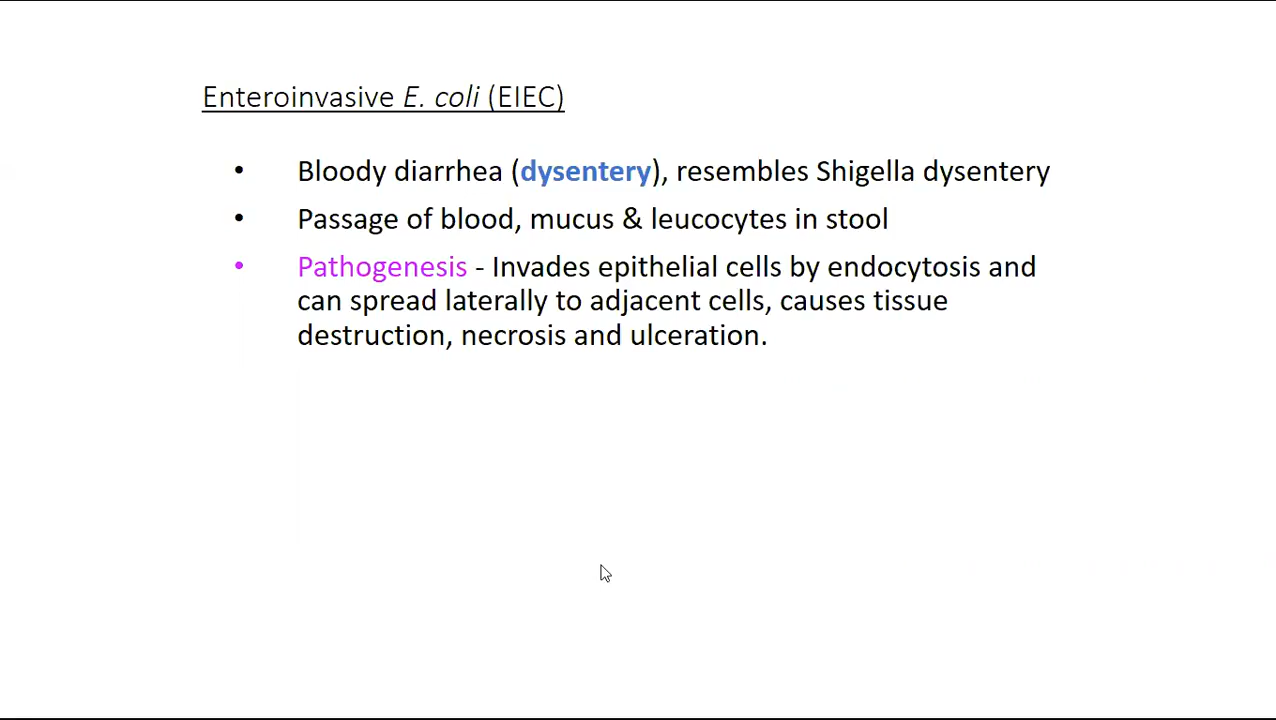 Enteroinvasive E. coli (EIEC)
• Bloody diarrhea (dysentery), resembles Shigella dysentery
• Passage of blood, mucus & leucocytes in stool
• Pathogenesis - Invades epithelial cells by endocytosis and
can spread laterally to adjacent cells, causes tissue
destruction, necrosis and ulceration.